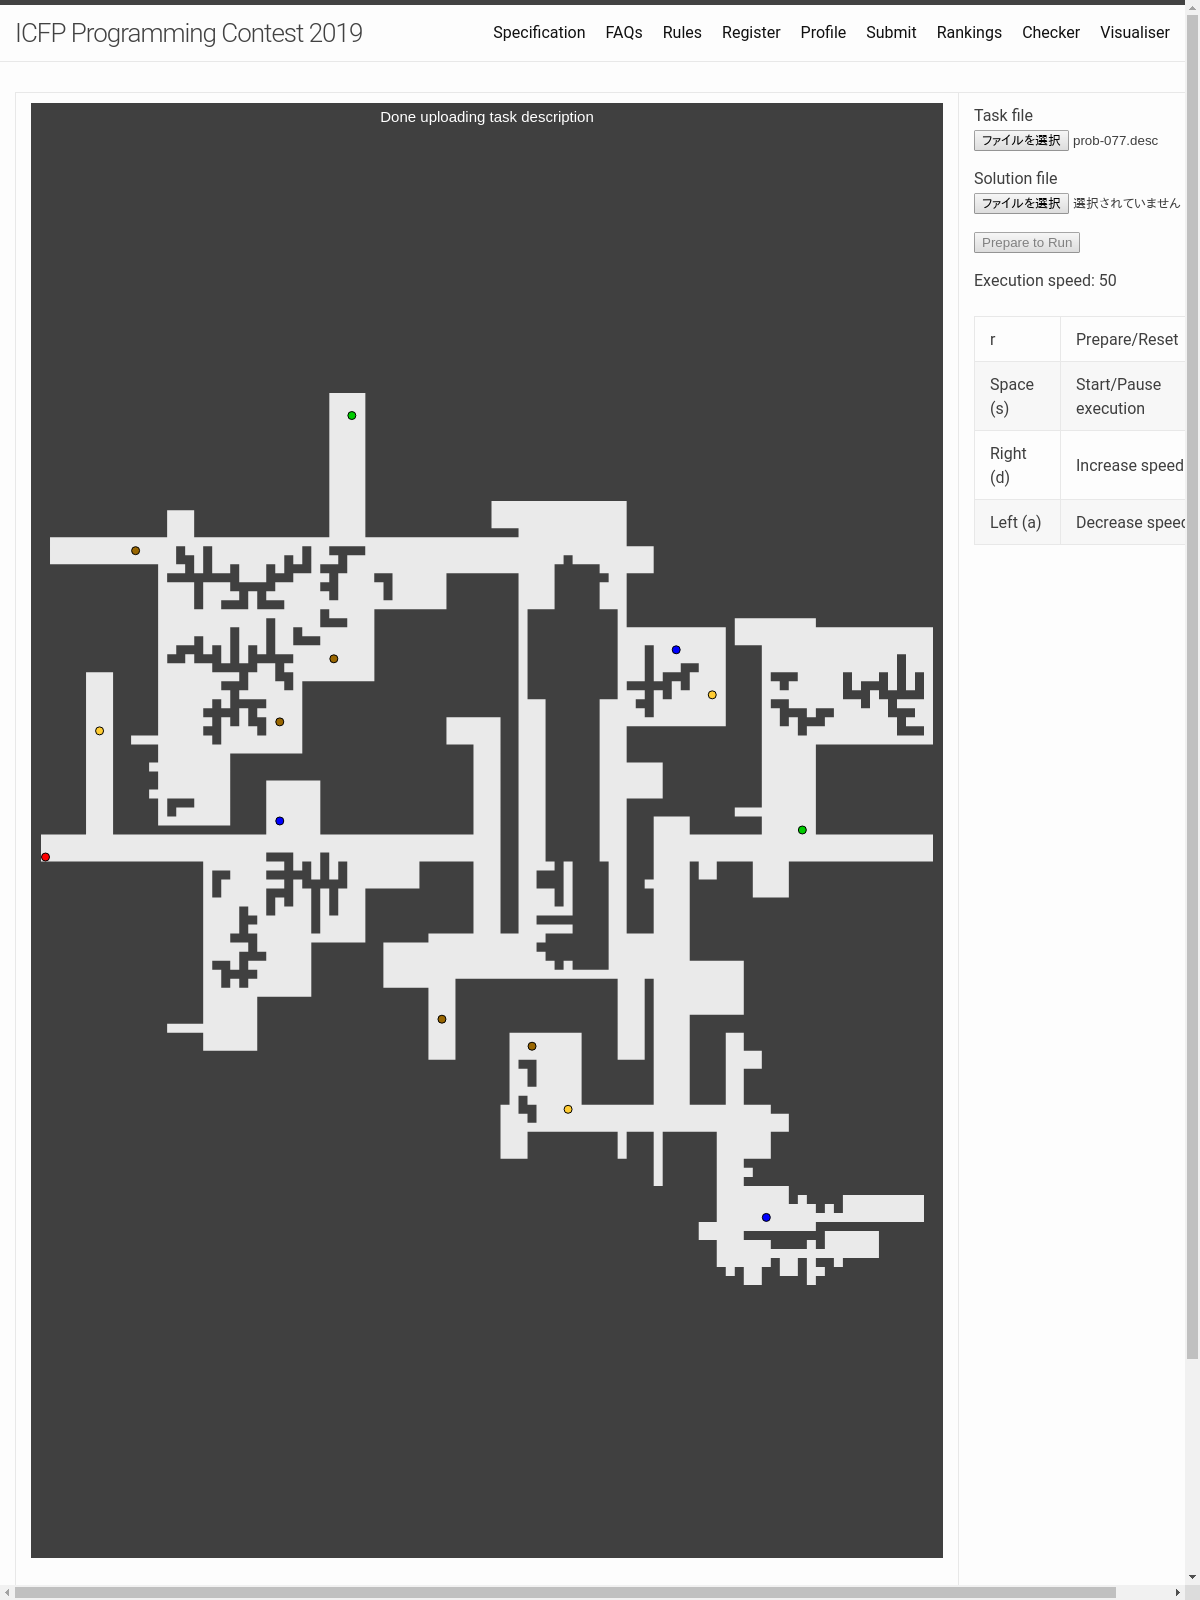 ICFP Programming Contest 2019
Specification FAQs Rules Register Profile Submit Rankings Checker Visualiser
Done uploading task description
Task file
ファイルを選択 prob-077.desc
Solution file
ファイルを選択 選択されていません
Prepare to Run
Execution speed: 50
r Prepare/Reset
Space (s) Start/Pause execution
Right (d) Increase speed
Left (a) Decrease speed